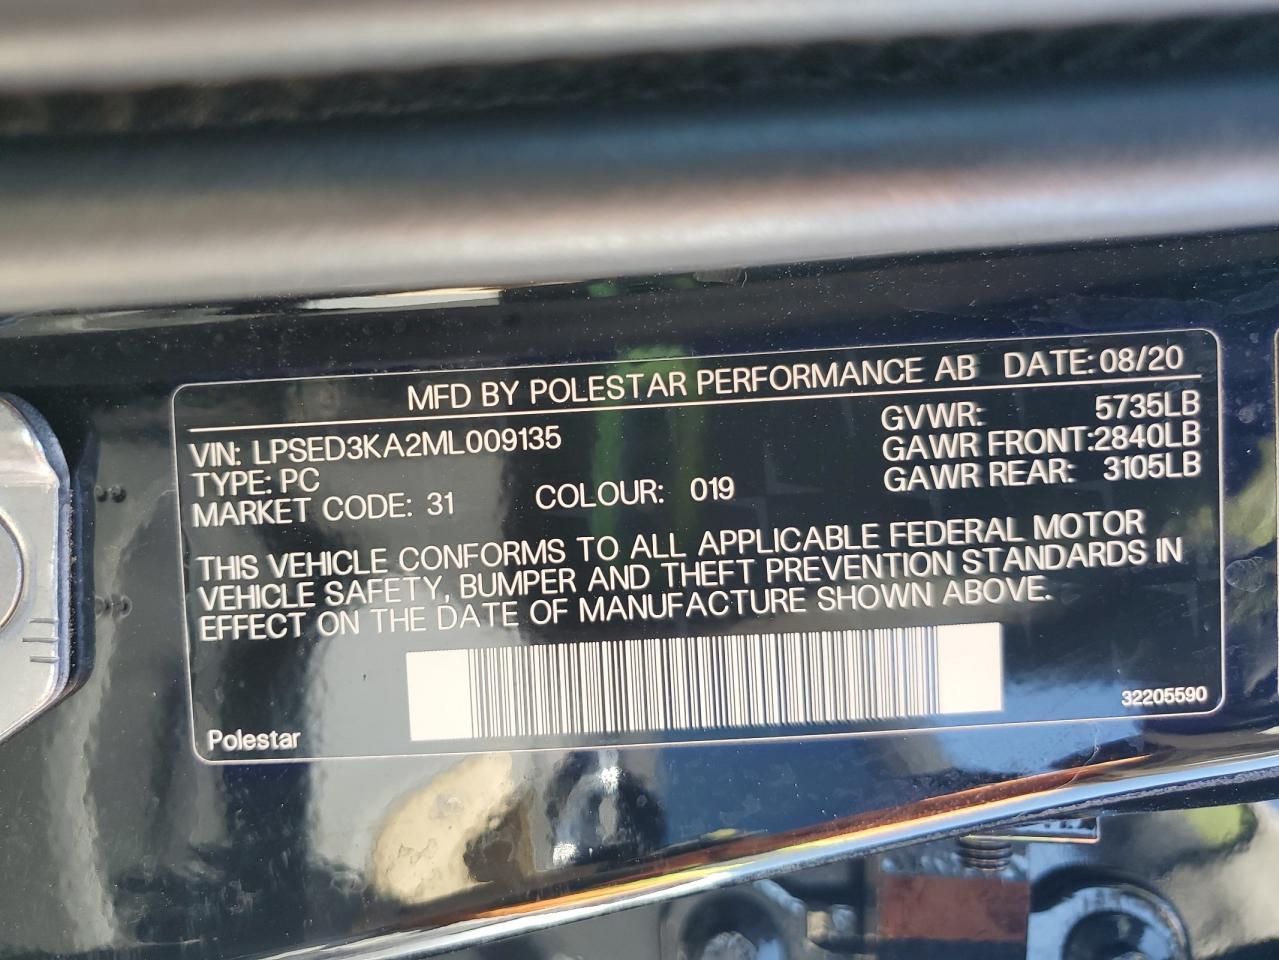 MFD BY POLESTAR PERFORMANCE AB DATE: 08/20
VIN: LPSED3KA2ML009135
GVWR: 5735LB
TYPE: PC
GAWR FRONT:2840LB
MARKET CODE: 31 COLOUR: 019
GAWR REAR: 3105LB
THIS VEHICLE CONFORMS TO ALL APPLICABLE FEDERAL MOTOR
VEHICLE SAFETY, BUMPER AND THEFT PREVENTION STANDARDS IN
EFFECT ON THE DATE OF MANUFACTURE SHOWN ABOVE.
Polestar
32205590